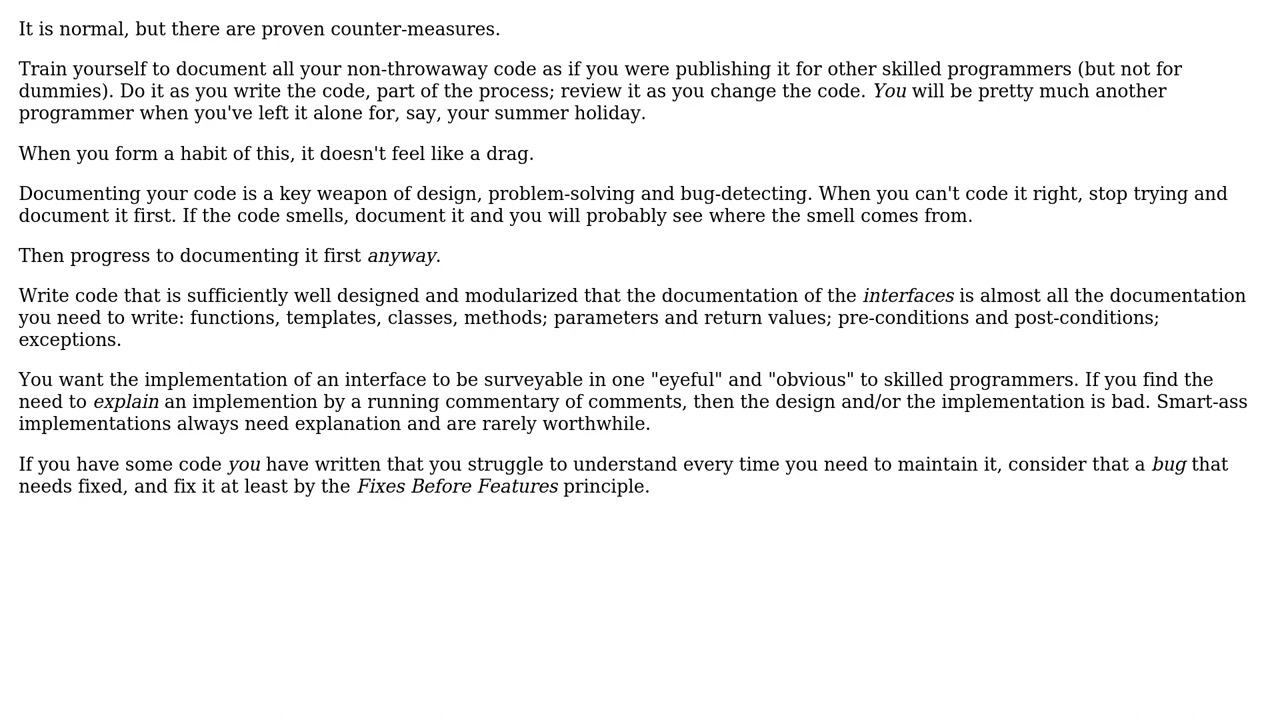 It is normal, but there are proven counter-measures.
Train yourself to document all your non-throwaway code as if you were publishing it for other skilled programmers (but not for
dummies). Do it as you write the code, part of the process; review it as you change the code. You will be pretty much another
programmer when you've left it alone for, say, your summer holiday.
When you form a habit of this, it doesn't feel like a drag.
Documenting your code is a key weapon of design, problem-solving and bug-detecting. When you can't code it right, stop trying and
document it first. If the code smells, document it and you will probably see where the smell comes from.
Then progress to documenting it first anyway.
Write code that is sufficiently well designed and modularized that the documentation of the interfaces is almost all the documentation
you need to write: functions, templates, classes, methods; parameters and return values; pre-conditions and post-conditions;
exceptions.
You want the implementation of an interface to be surveyable in one "eyeful" and "obvious" to skilled programmers. If you find the
need to explain an implemention by a running commentary of comments, then the design and/or the implementation is bad. Smart-ass
implementations always need explanation and are rarely worthwhile.
If you have some code you have written that you struggle to understand every time you need to maintain it, consider that a bug that
needs fixed, and fix it at least by the Fixes Before Features principle.